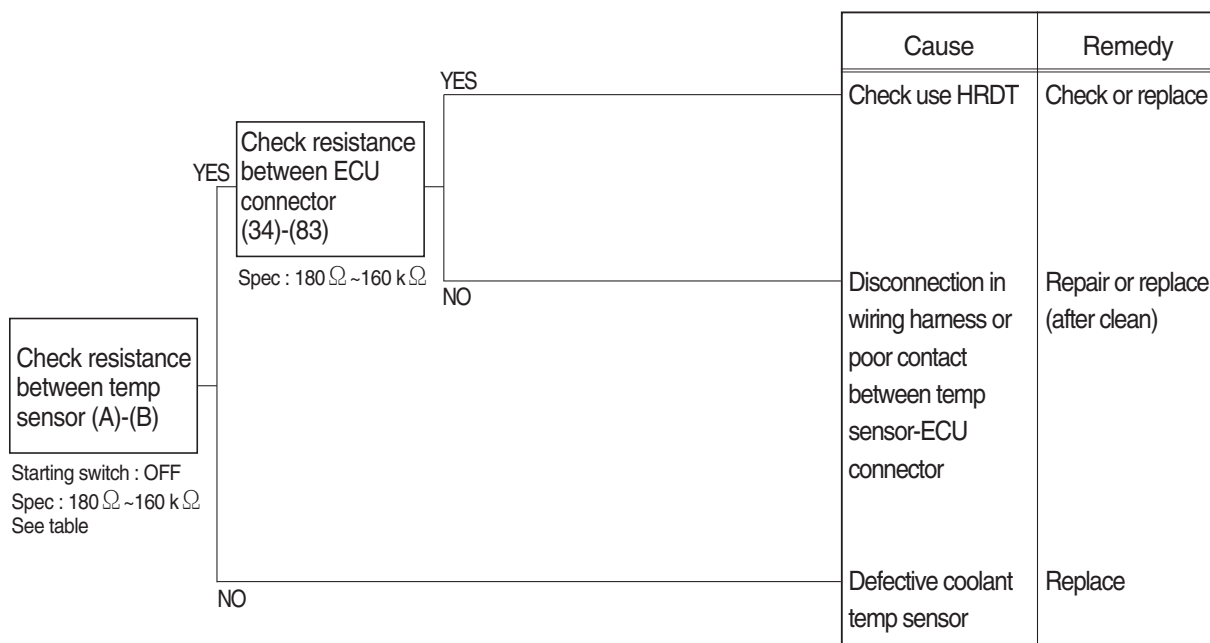 Cause
Remedy
YES
Check use HRDT
Check or replace
Check resistance
between ECU
connector
(34)-(83)
YES
Spec : 180 Ω ~160 k Ω
NO
Disconnection in
wiring harness or
poor contact
between temp
sensor-ECU
connector
Repair or replace
(after clean)
Check resistance
between temp
sensor (A)-(B)
Starting switch : OFF
Spec : 180 Ω ~160 k Ω
See table
NO
Defective coolant
temp sensor
Replace